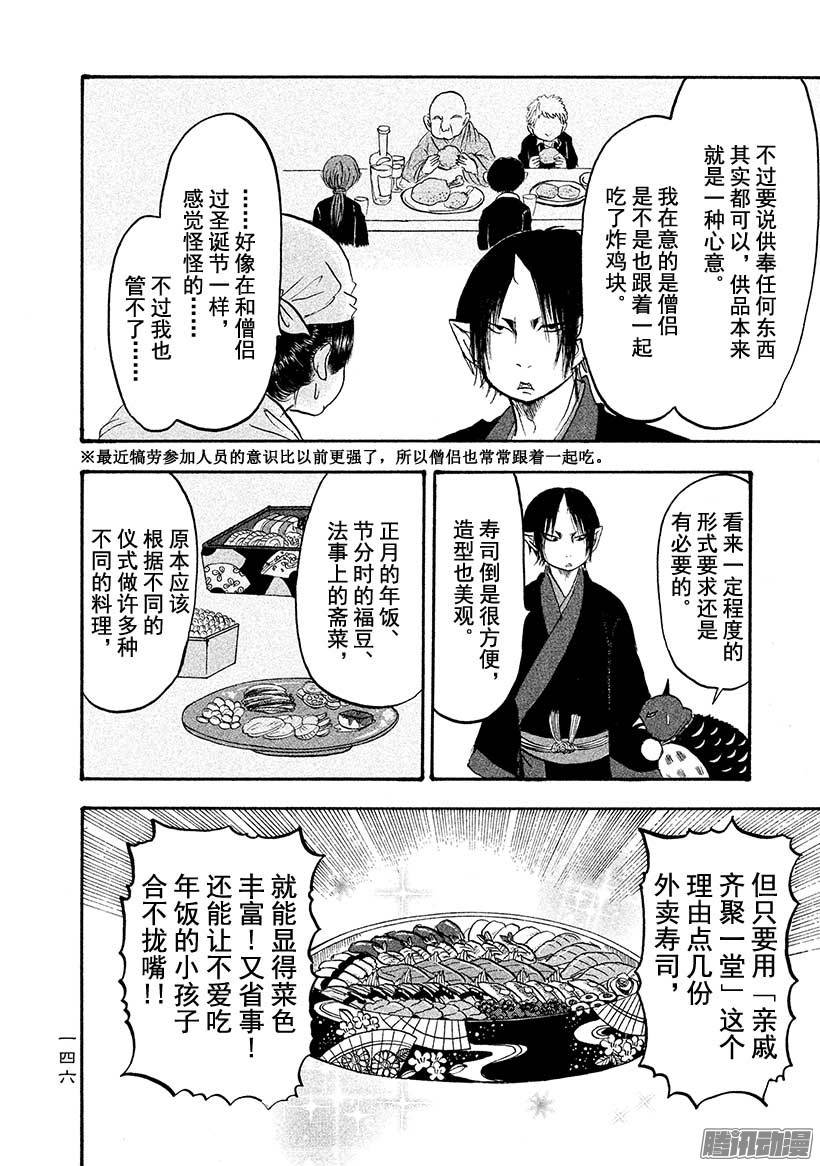 不过要说供奉任何东西
其实都可以，供品本来
就是一种心意。
我在意的是僧侣
是不是也跟着一起
吃了炸鸡块。
……好像在和僧侣
过圣诞节一样，
感觉怪怪的……
不过我也
管不了……
※最近犒劳参加人员的意识比以前更强了，所以僧侣也常常跟着一起吃。
看来一定程度的
形式要求还是
有必要的。
寿司倒是很方便，
造型也美观。
正月的年饭、
节分时的福豆、
法事上的斋菜，
原本应该
根据不同的
仪式做许多种
不同的料理，
但只要用「亲戚
齐聚一堂」这个
理由点几份
外卖寿司，
就能显得菜色
丰富！又省事！
还能让不爱吃
年饭的小孩子
合不拢嘴！！
一四六
腾讯动漫